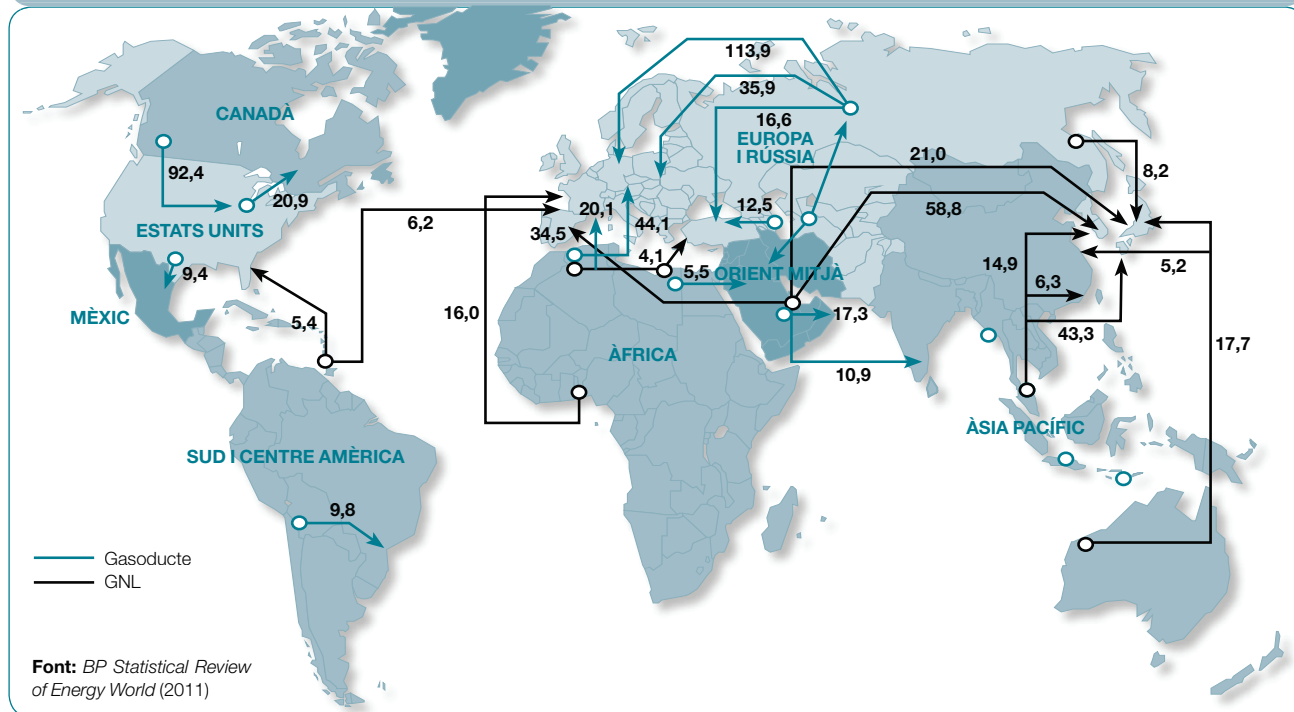 113,9
35,9
16,6
CANADÀ
EUROPA
I RÚSSIA
21,0
8,2
92,4
20,9
6,2
20,1
12,5
58,8
ESTATS UNITS
34,5
44,1
4,1
5,5
ORIENT MITJÀ
14,9
5,2
9,4
6,3
MÈXIC
5,4
16,0
17,3
43,3
17,7
ÀFRICA
10,9
ÀSIA PACÍFIC
SUD I CENTRE AMÈRICA
9,8
Gasoducte
GNL
Font: BP Statistical Review
of Energy World (2011)